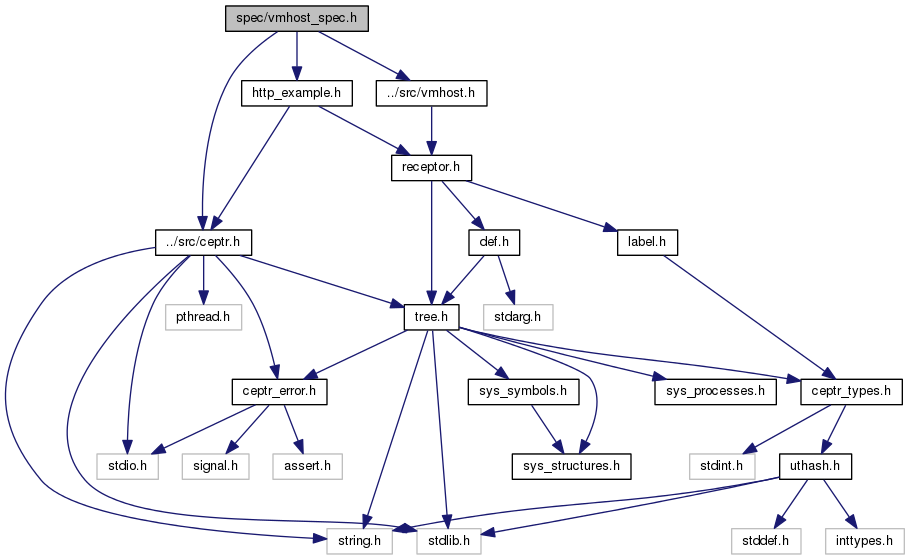 spec/vmhost_spec.h
http_example.h
../src/vmhost.h
receptor.h
../src/ceptr.h
def.h
label.h
pthread.h
tree.h
stdarg.h
ceptr_error.h
sys_symbols.h
sys_processes.h
ceptr_types.h
stdio.h
signal.h
assert.h
sys_structures.h
stdint.h
uthash.h
string.h
stdlib.h
stddef.h
inttypes.h